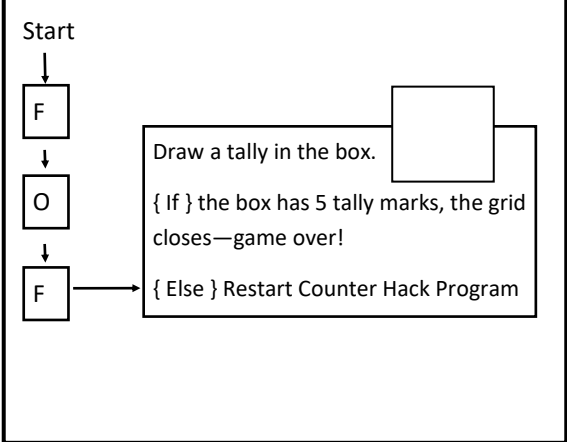 Start
F
O
F
Draw a tally in the box.
{ If } the box has 5 tally marks, the grid
closes—game over!
{ Else } Restart Counter Hack Program